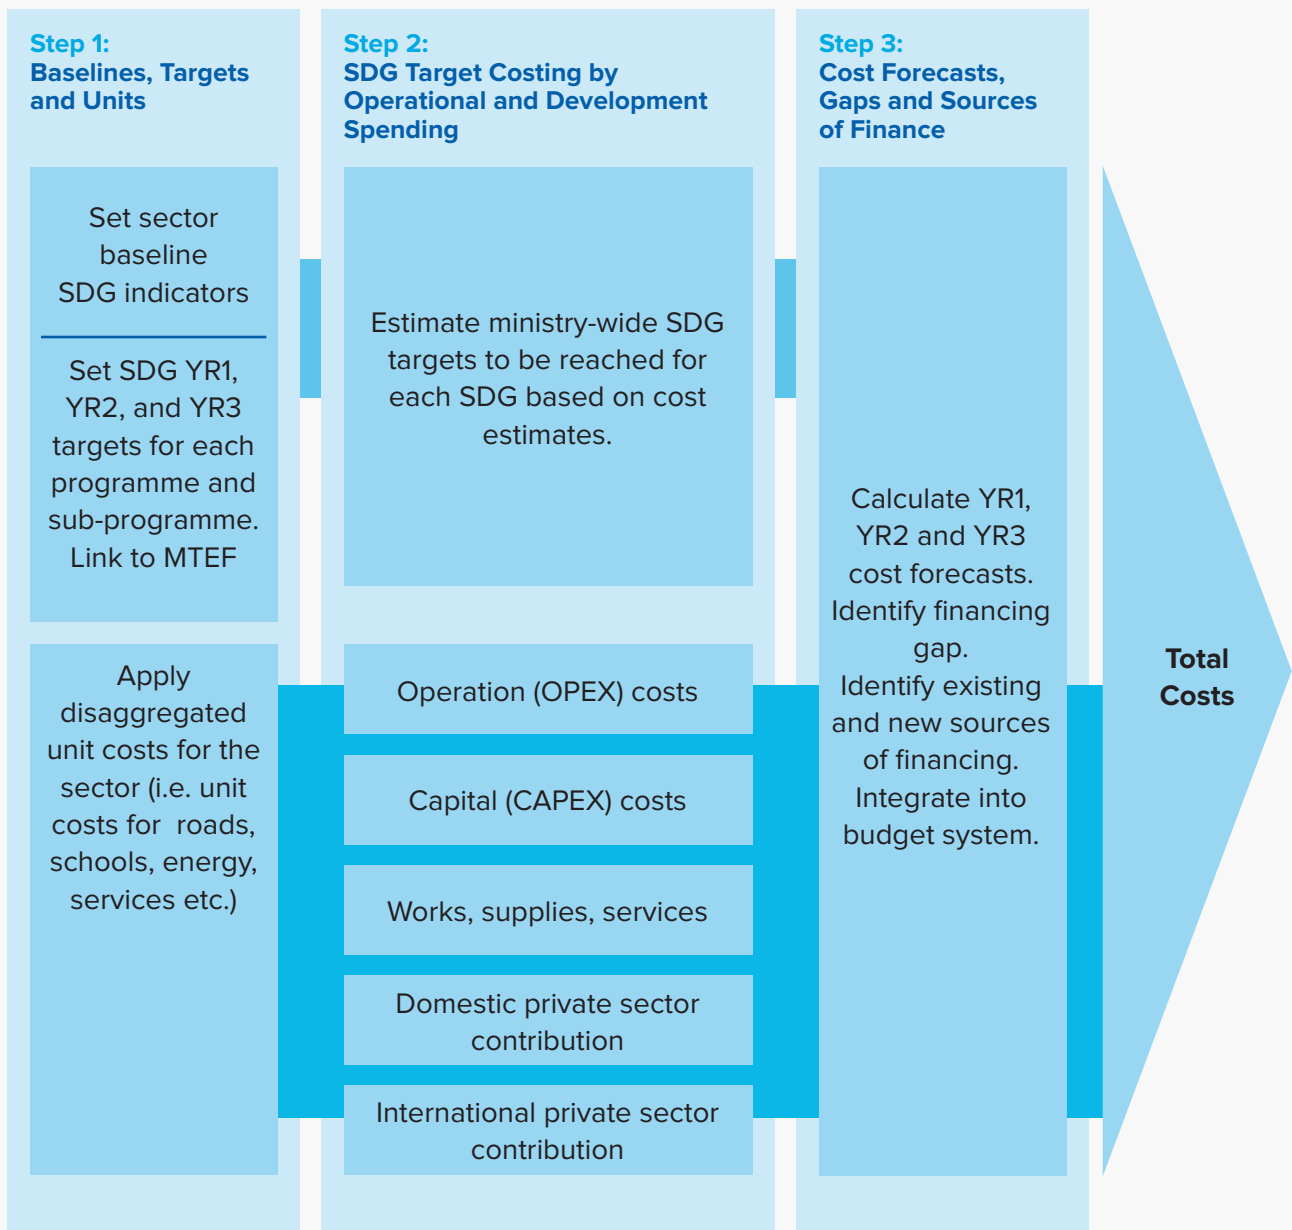 Step 1:
Baselines, Targets
and Units
Set sector
baseline
SDG indicators
Set SDG YR1,
YR2, and YR3
targets for each
programme and
sub-programme.
Link to MTEF
Apply
disaggregated
unit costs for the
sector (i.e. unit
costs for roads,
schools, energy,
services etc.)
Step 2:
SDG Target Costing by
Operational and Development
Spending
Estimate ministry-wide SDG
targets to be reached for
each SDG based on cost
estimates.
Operation (OPEX) costs
Capital (CAPEX) costs
Works, supplies, services
Domestic private sector
contribution
International private sector
contribution
Step 3:
Cost Forecasts,
Gaps and Sources
of Finance
Calculate YR1,
YR2 and YR3
cost forecasts.
Identify financing
gap.
Identify existing
and new sources
of financing.
Integrate into
budget system.
Total
Costs